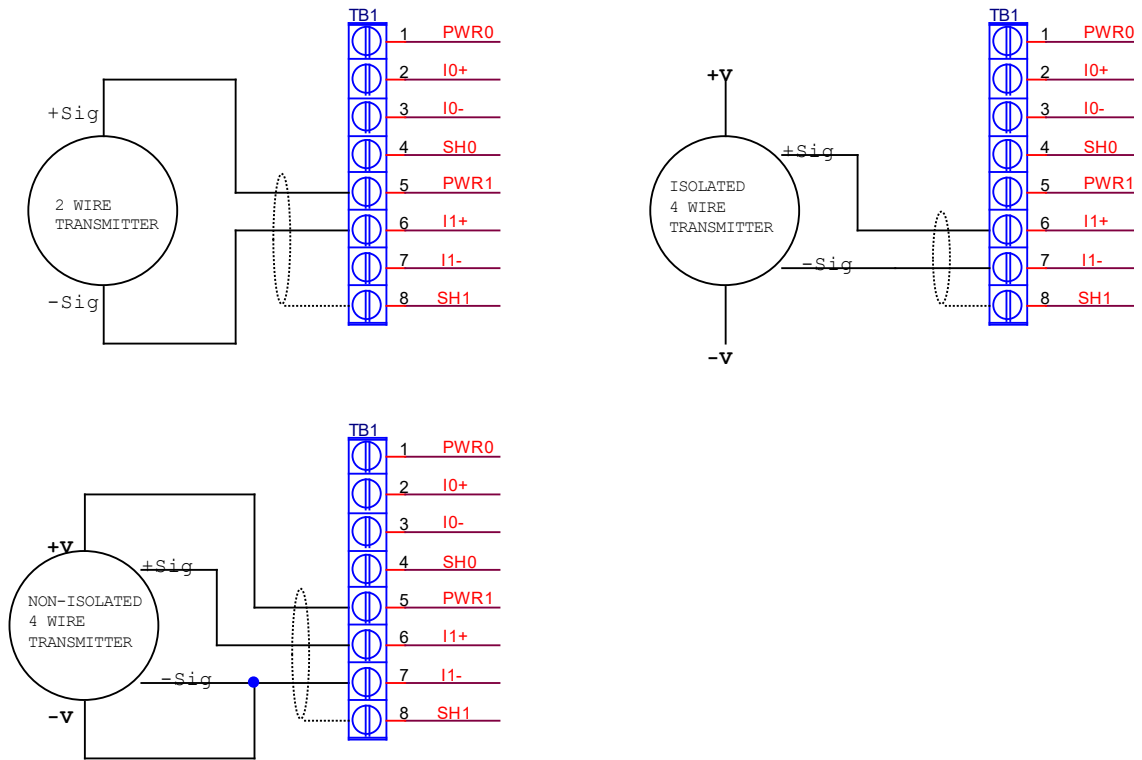 TB1
1 PWR0
2 I0+
3 I0-
4 SH0
5 PWR1
6 I1+
7 I1-
8 SH1
+Sig
2 WIRE
TRANSMITTER
-Sig
TB1
1 PWR0
2 I0+
3 I0-
4 SH0
5 PWR1
6 I1+
7 I1-
8 SH1
+V
+Sig
ISOLATED
4 WIRE
TRANSMITTER
-Sig
-V
TB1
1 PWR0
2 I0+
3 I0-
4 SH0
5 PWR1
6 I1+
7 I1-
8 SH1
+V
+Sig
NON-ISOLATED
4 WIRE
TRANSMITTER
-Sig
-V